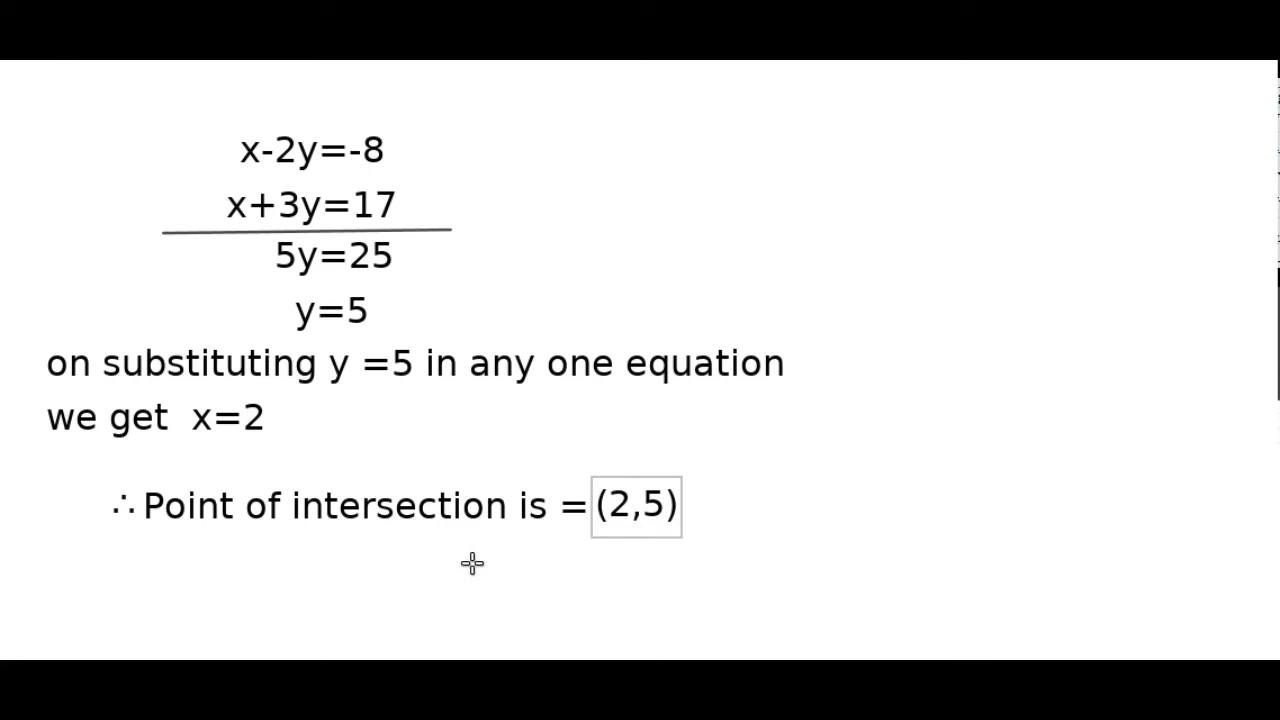 x-2y=-8
x+3y=17
5y=25
y=5
on substituting y =5 in any one equation
we get x=2
∴ Point of intersection is = (2,5)